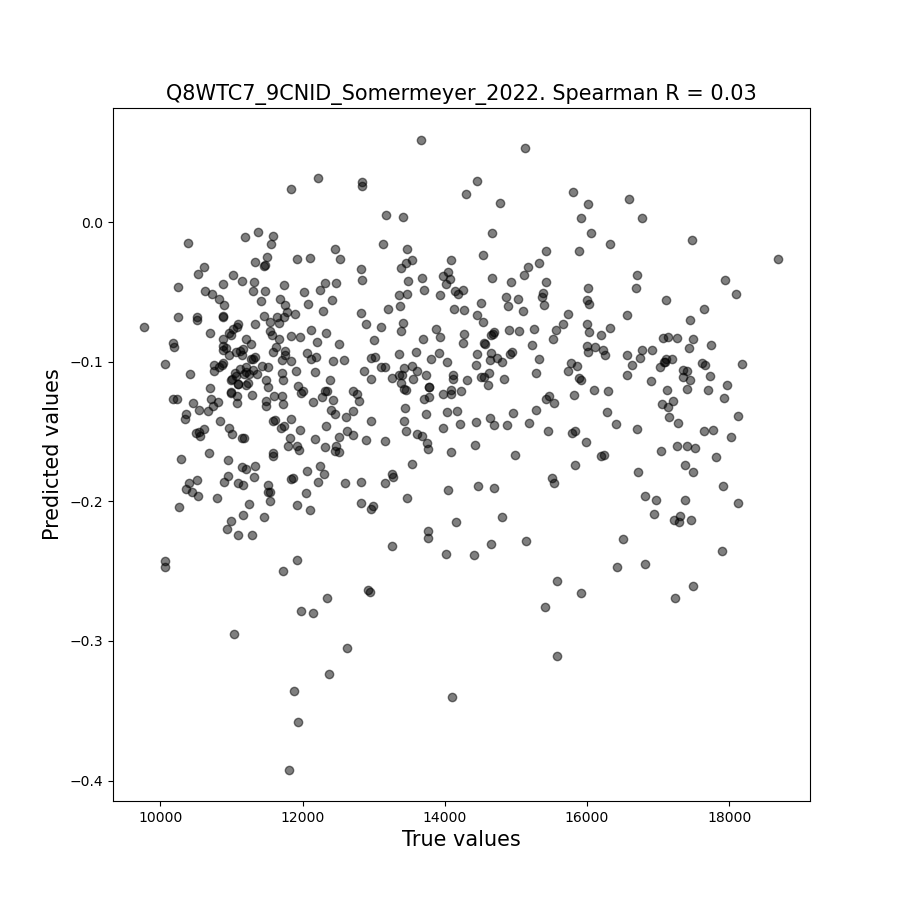 Q8WTC7_9CNID_Somermeyer_2022. Spearman R = 0.03
Predicted values
0.0
−0.1
−0.2
−0.3
−0.4
10000 12000 14000 16000 18000
True values